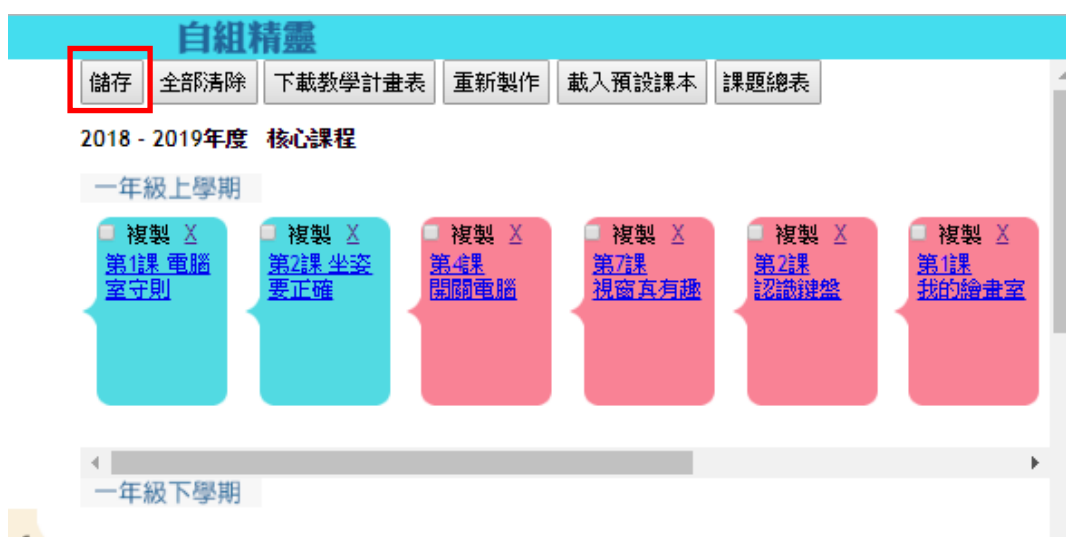 自組精靈
儲存 全部清除 下載教學計畫表 重新製作 載入預設課本 課題總表
2018 - 2019年度 核心課程
一年級上學期
複製 X
第1課 電腦
室守則
複製 X
第2課 坐姿
要正確
複製 X
第4課
開關電腦
複製 X
第7課
視窗真有趣
複製 X
第2課
認識鍵盤
複製 X
第1課
我的繪畫室
一年級下學期